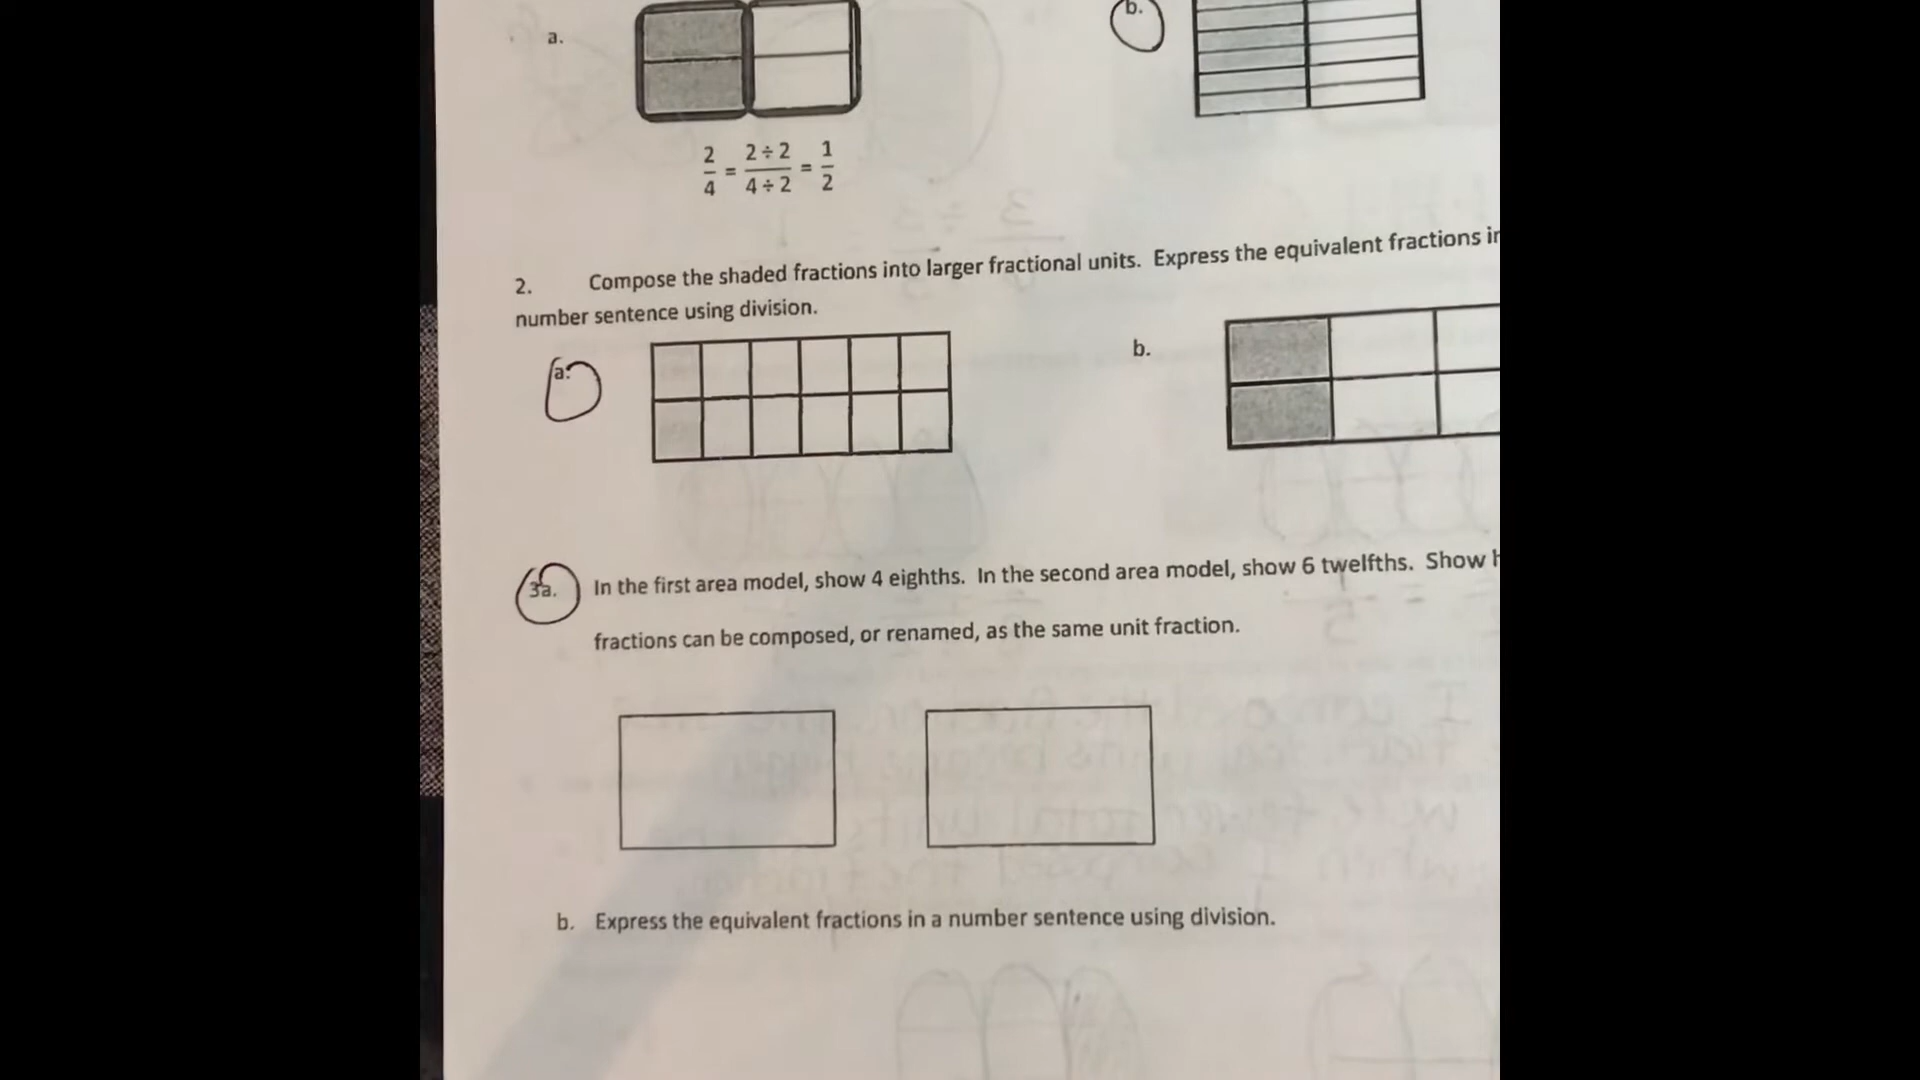 a.
b.
2/4 = 2÷2/4÷2 = 1/2
2. Compose the shaded fractions into larger fractional units. Express the equivalent fractions
number sentence using division.
a.
b.
3a. In the first area model, show 4 eighths. In the second area model, show 6 twelfths. Show
fractions can be composed, or renamed, as the same unit fraction.
b. Express the equivalent fractions in a number sentence using division.